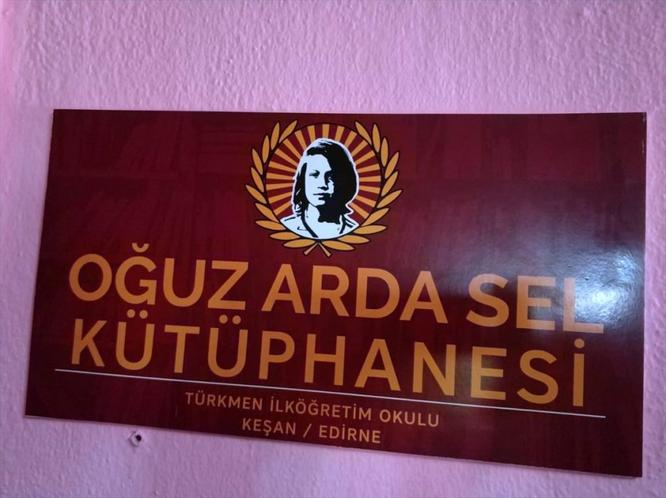 OĞUZ ARDA SEL
KÜTÜPHANESİ
TÜRKMEN İLKÖĞRETİM OKULU
KEŞAN / EDİRNE